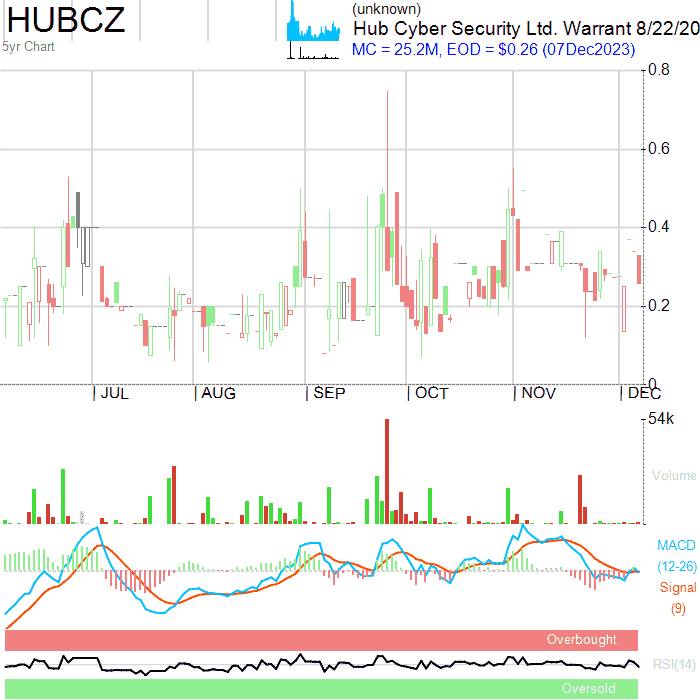 HUBCZ
5yr Chart
(unknown)
Hub Cyber Security Ltd. Warrant 8/22/20
MC = 25.2M, EOD = $0.26 (07Dec2023)
0.8
0.6
0.4
0.2
0
JUL AUG SEP OCT NOV DEC
54k
Volume
MACD
(12-26)
Signal
(9)
Overbought
RSI(14)
Oversold